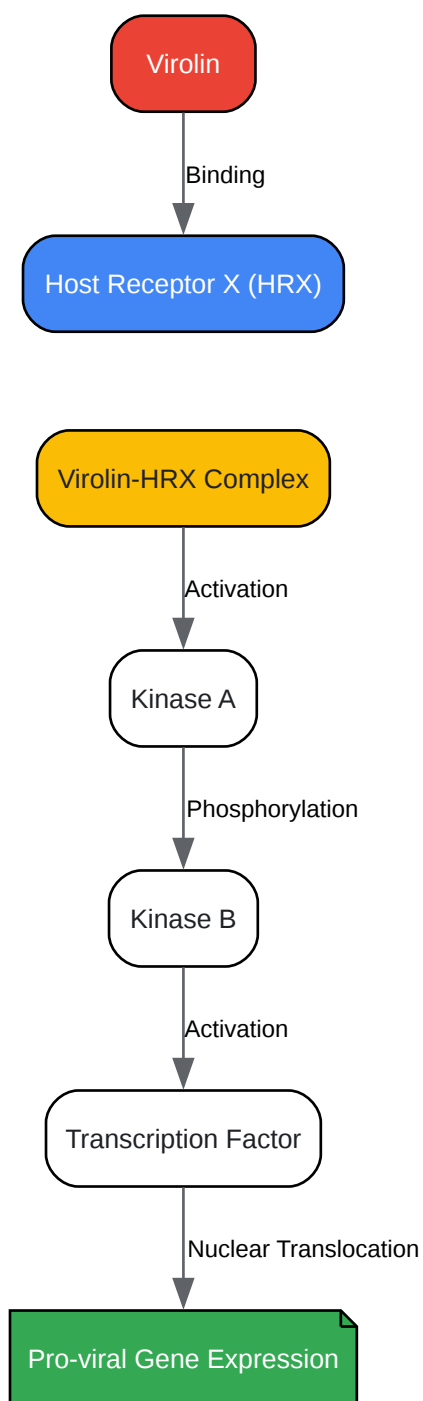 Virolin
Binding
Host Receptor X (HRX)
Virolin-HRX Complex
Activation
Kinase A
Phosphorylation
Kinase B
Activation
Transcription Factor
Nuclear Translocation
Pro-viral Gene Expression